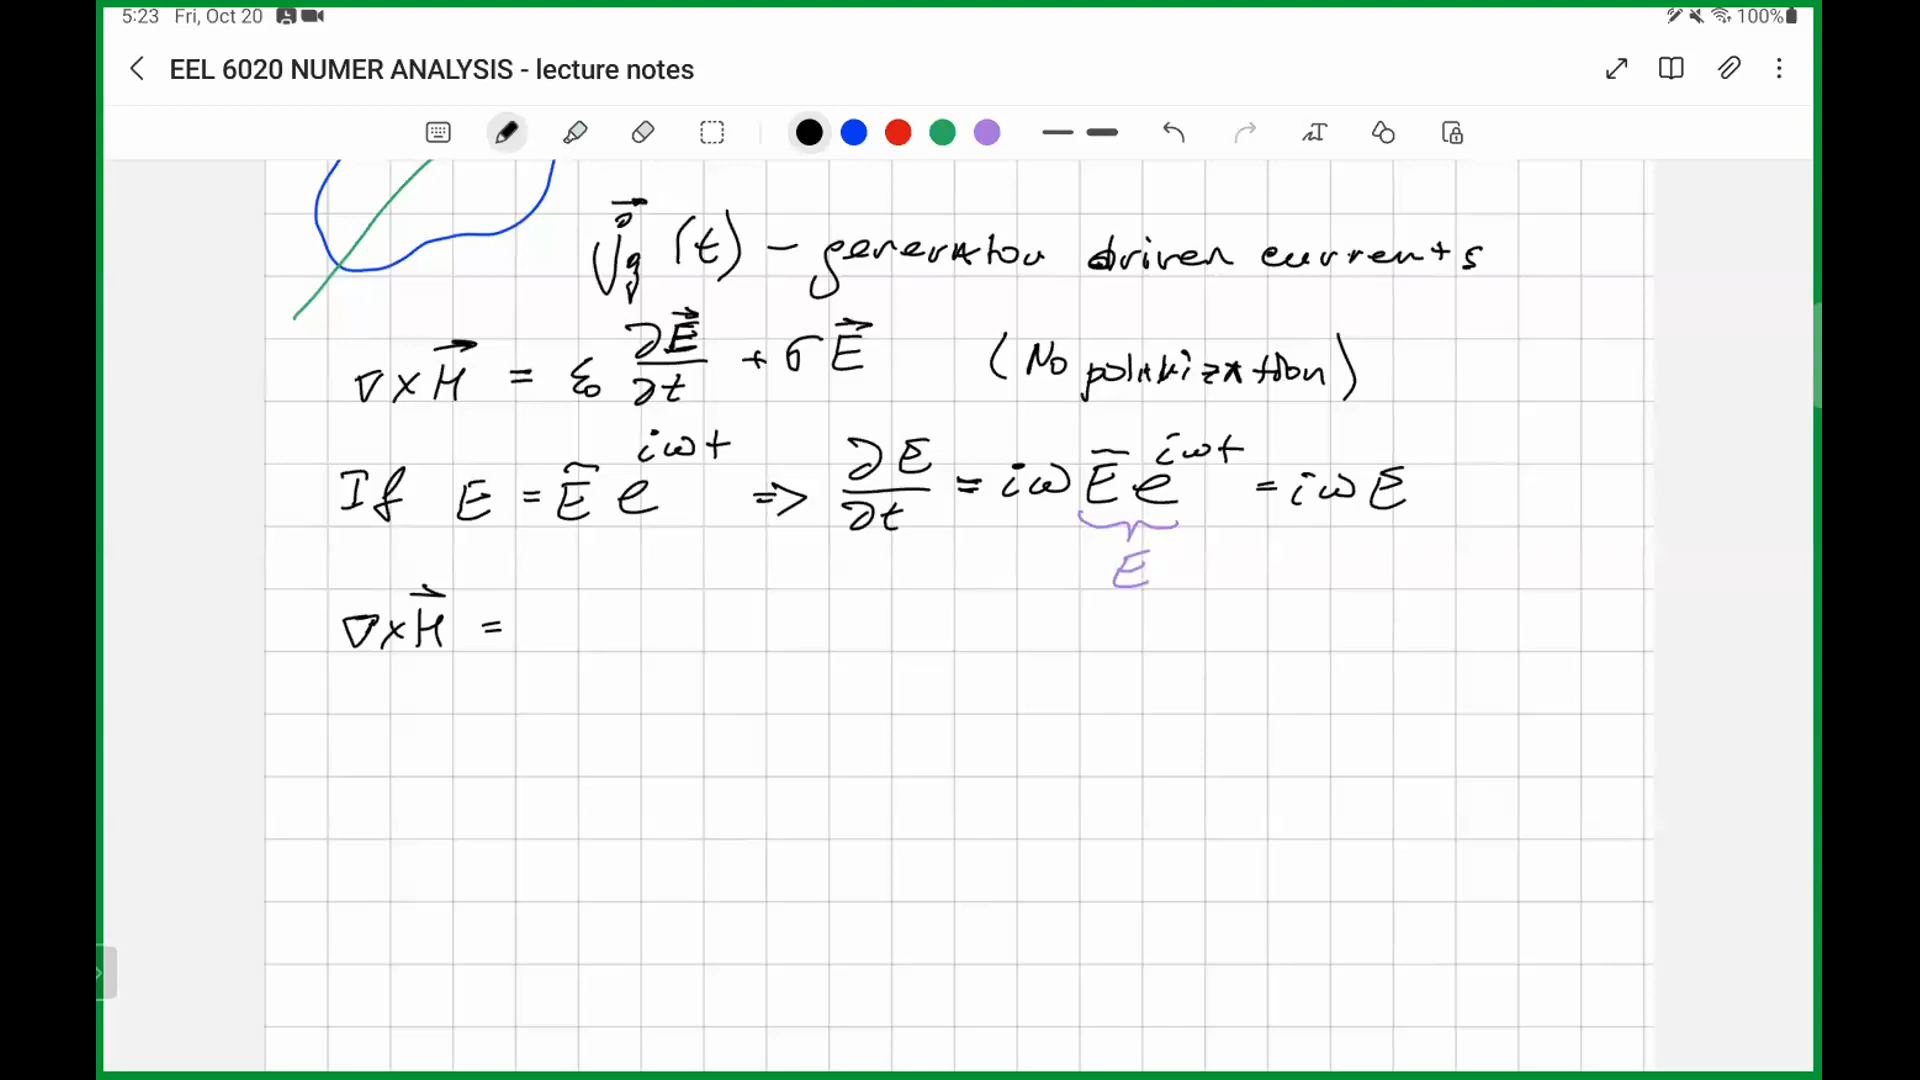 5:23 Fri, Oct 20 100%
EEL 6020 NUMER ANALYSIS - lecture notes
J⃗g (t) – generator driven currents
∇×H⃗ = ε₀ ∂E⃗/∂t + σE⃗ (No polarization)
If E = Ē e^{iωt} => ∂E/∂t = iω Ē e^{iωt} = iωE
E
∇×H⃗ =